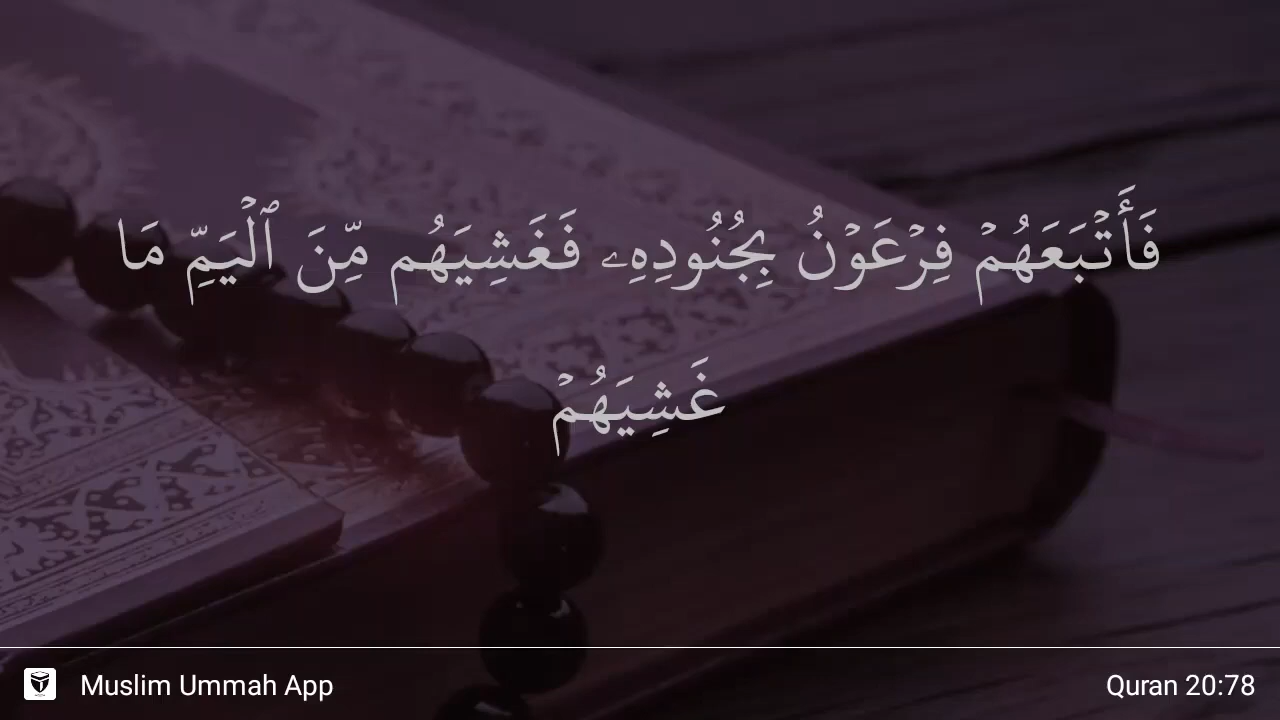 فَأَتۡبَعَهُمۡ فِرۡعَوۡنُ بِجُنُودِهِۦ فَغَشِيَهُم مِّنَ ٱلۡيَمِّ مَا
غَشِيَهُمۡ
Muslim Ummah App
Quran 20:78